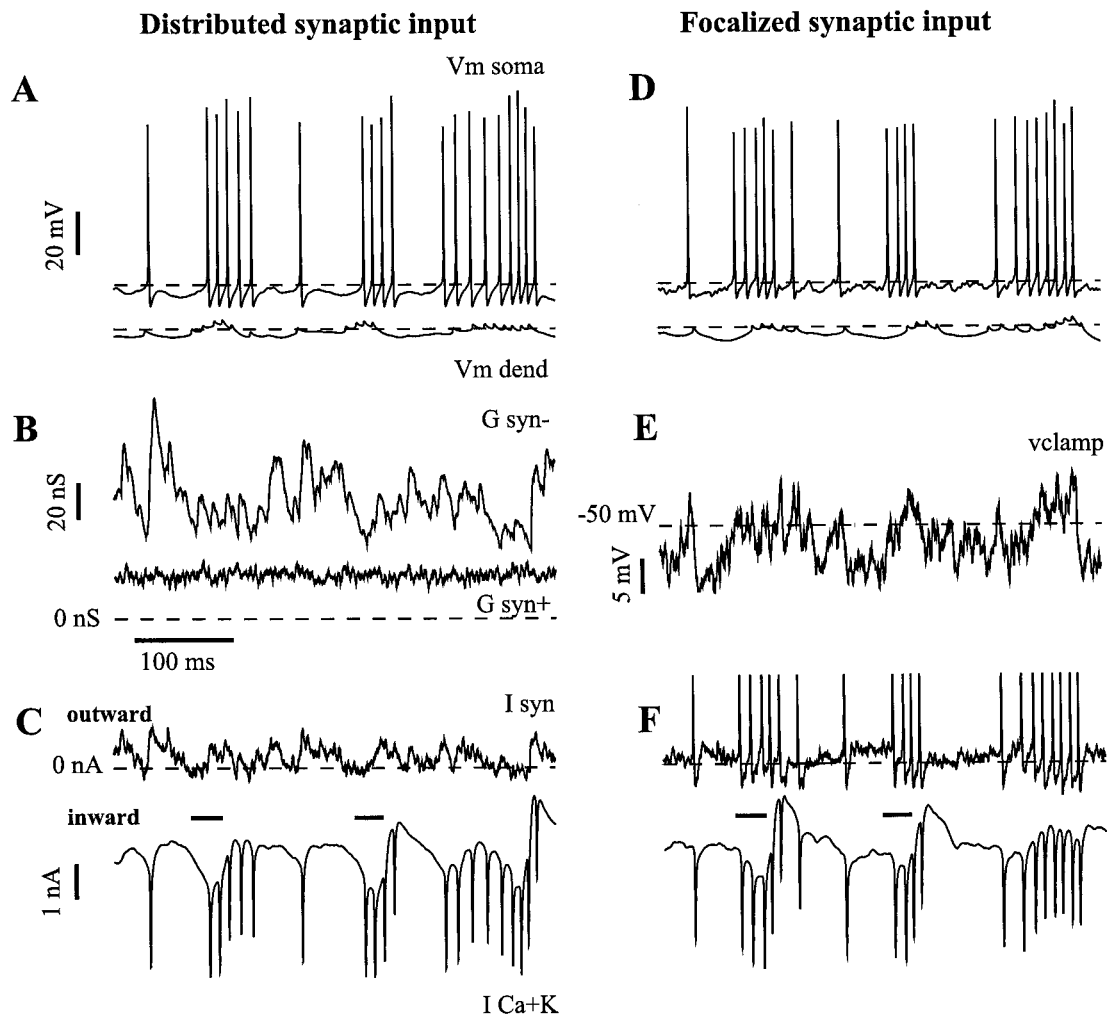 Distributed synaptic input
Focalized synaptic input
A
Vm soma
20 mV
Vm dend
D
B
G syn-
20 nS
G syn+
0 nS
100 ms
E
vclamp
-50 mV
5 mV
C
outward
I syn
0 nA
inward
1 nA
I Ca+K
F